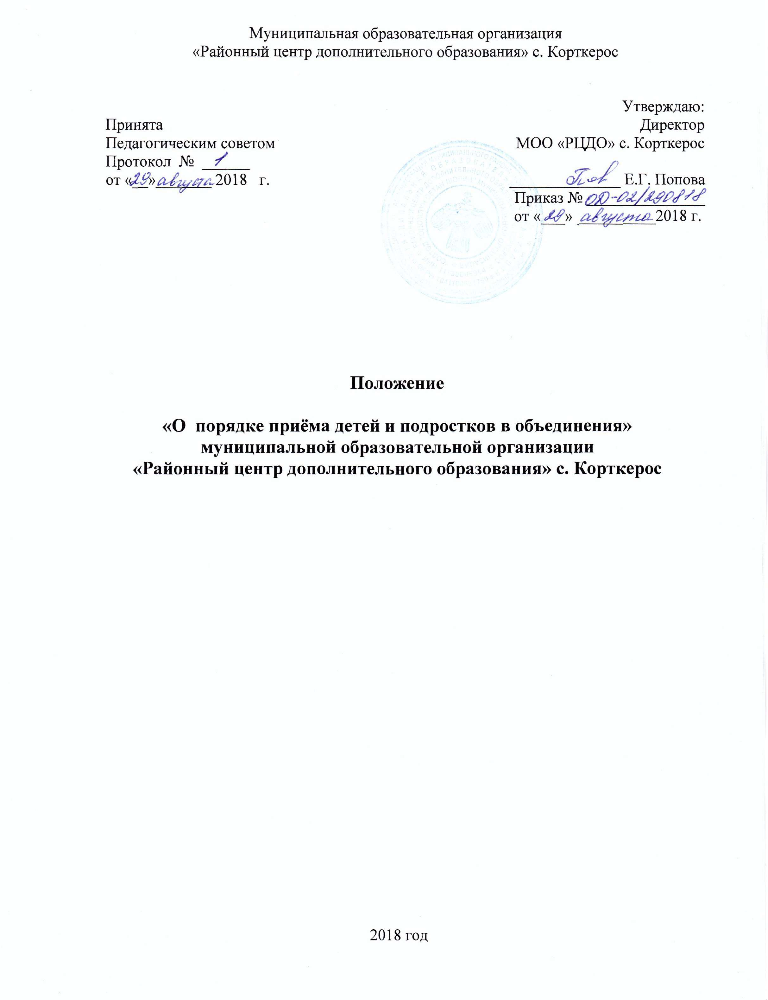 Муниципальная образовательная организация
«Районный центр дополнительного образования» с. Корткерос
Принята
Педагогическим советом
Протокол № 1
от «29» августа 2018 г.
Утверждаю:
Директор
МОО «РЦДО» с. Корткерос
Е.Г. Попова
Приказ № ОД-02/290818
от «29» августа 2018 г.
Положение
«О порядке приёма детей и подростков в объединения»
муниципальной образовательной организации
«Районный центр дополнительного образования» с. Корткерос
2018 год